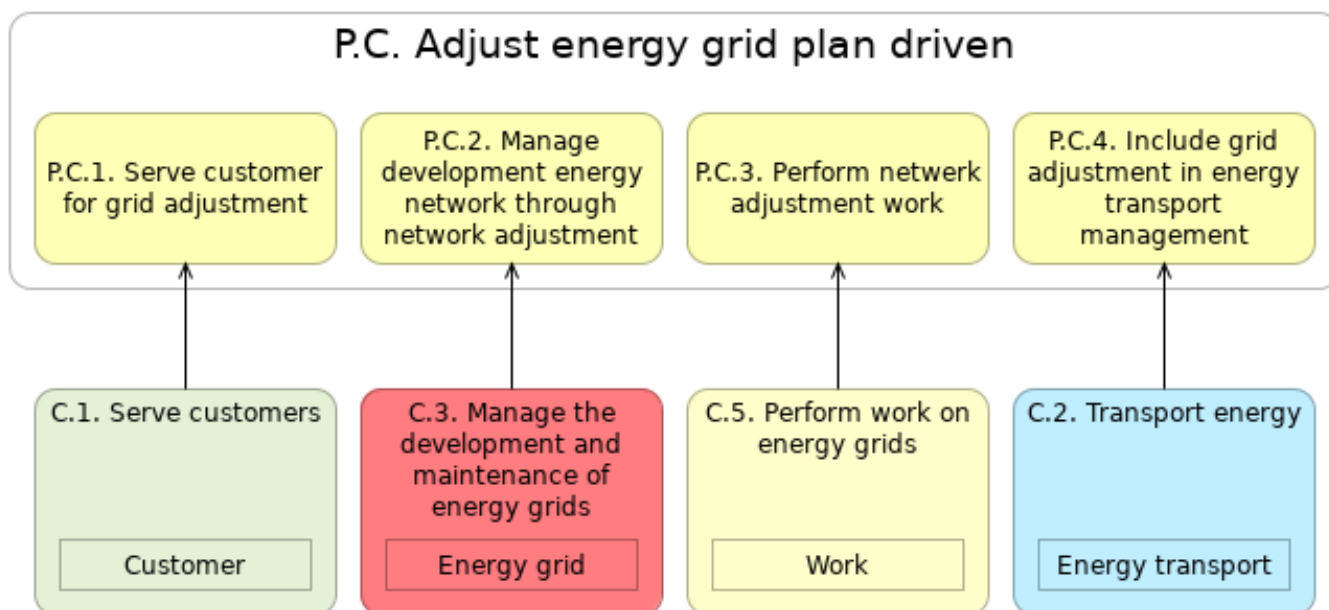 P.C. Adjust energy grid plan driven
P.C.1. Serve customer
for grid adjustment
P.C.2. Manage
development energy
network through
network adjustment
P.C.3. Perform netwerk
adjustment work
P.C.4. Include grid
adjustment in energy
transport
management
C.1. Serve customers
Customer
C.3. Manage the
development and
maintenance of
energy grids
Energy grid
C.5. Perform work on
energy grids
Work
C.2. Transport energy
Energy transport